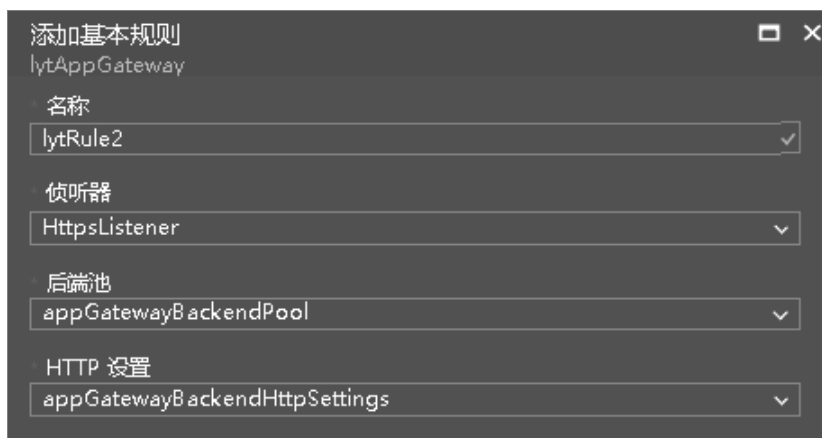 添加基本规则
lytAppGateway
名称
lytRule2
侦听器
HttpsListener
后端池
appGatewayBackendPool
HTTP 设置
appGatewayBackendHttpSettings